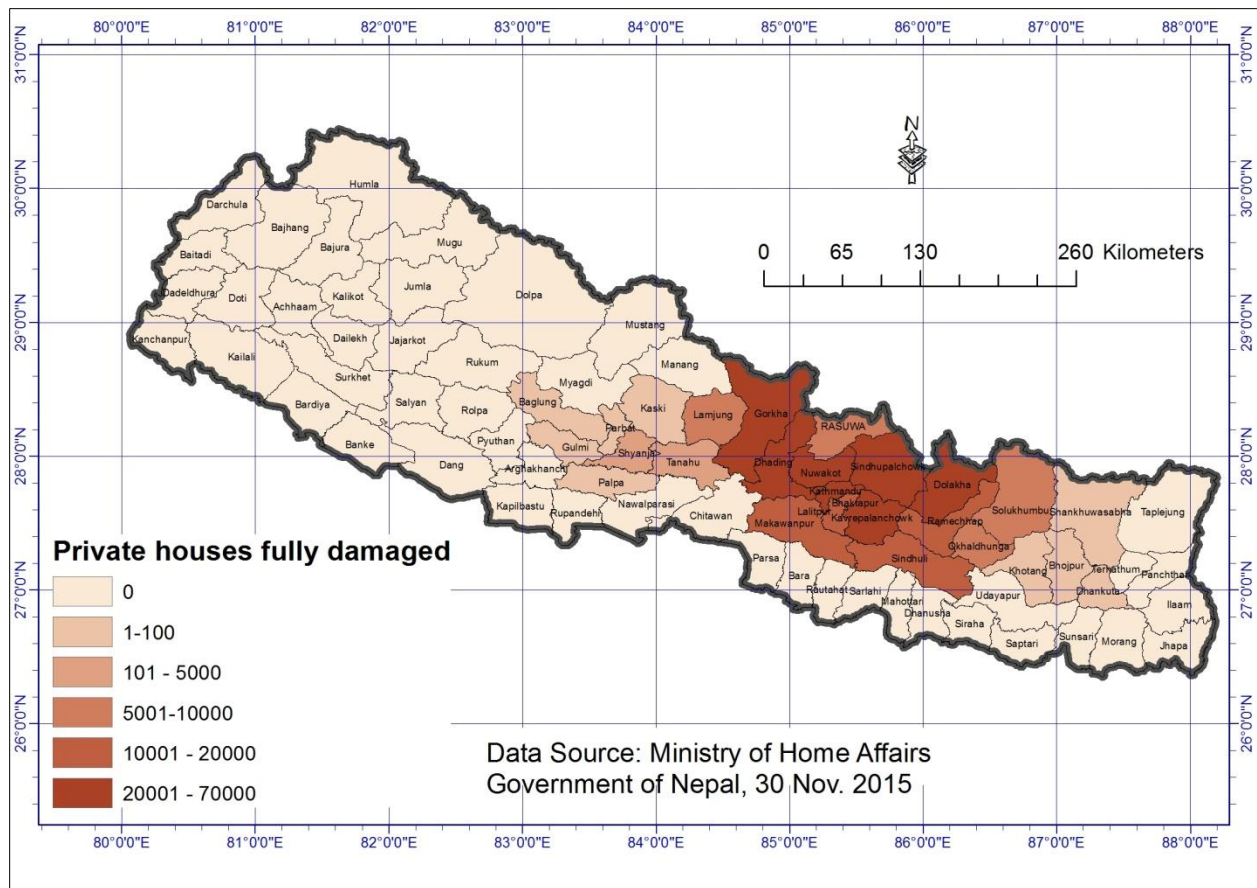 80°0'0"E 81°0'0"E 82°0'0"E 83°0'0"E 84°0'0"E 85°0'0"E 86°0'0"E 87°0'0"E 88°0'0"E
31°0'0"N 31°0'0"N
N
30°0'0"N 30°0'0"N
Humla
Darchula
Bajhang
Bajura
Mugu
Baitadi
0 65 130 260 Kilometers
Jumla
Dadeldhura
Doti
Kalikot
Dolpa
Achhaam
29°0'0"N 29°0'0"N
Mustang
Kanchanpur
Dailekh
Jajarkot
Kailali
Rukum
Manang
Surkhet
Myagdi
Bardiya
Salyan
Baglung
Kaski
Rolpa
Lamjung
Gorkha
Parbat
RASUWA
Banke
Pyuthan
Gulmi
Shyanja
28°0'0"N 28°0'0"N
Dang
Arghakhanch
Tanahu
Dhading
Nuwakot
Sindhupalchowk
Dolakha
Palpa
Kathmandu
Kapilbastu
Rupandehi
Nawalparasi
Chitawan
Bhaktapur
Lalitpur
Kavrepalanchowk
Makawanpur
Ramechhap
Solukhumbu
Shankhuwasabha
Taplejung
Okhaldhunga
Parsa
Sindhuli
Khotang
Bhojpur
Terhathum
Panchthar
27°0'0"N 27°0'0"N
Bara
Rautahat
Sarlahi
Mahottari
Dhanusha
Siraha
Udayapur
Dhankuta
Ilaam
Saptari
Sunsari
Morang
Jhapa
Private houses fully damaged
0
1-100
101 - 5000
5001-10000
10001 - 20000
20001 - 70000
26°0'0"N 26°0'0"N
Data Source: Ministry of Home Affairs
Government of Nepal, 30 Nov. 2015
80°0'0"E 81°0'0"E 82°0'0"E 83°0'0"E 84°0'0"E 85°0'0"E 86°0'0"E 87°0'0"E 88°0'0"E